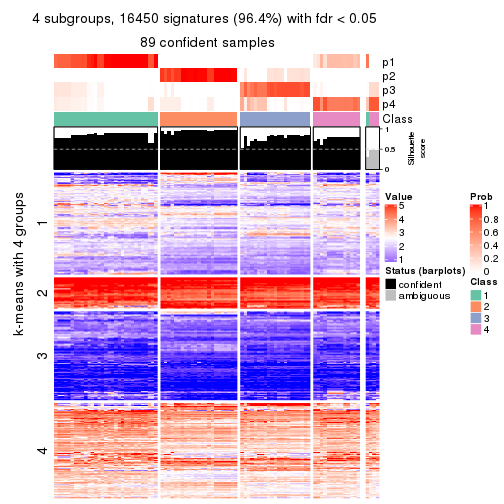 4 subgroups, 16450 signatures (96.4%) with fdr < 0.05
89 confident samples
p1
p2
p3
p4
Class
1
0.5
0
Silhouette
score
k-means with 4 groups
1
2
3
4
Value
5
4
3
2
1
Status (barplots)
confident
ambiguous
Prob
1
0.8
0.6
0.4
0.2
0
Class
1
2
3
4